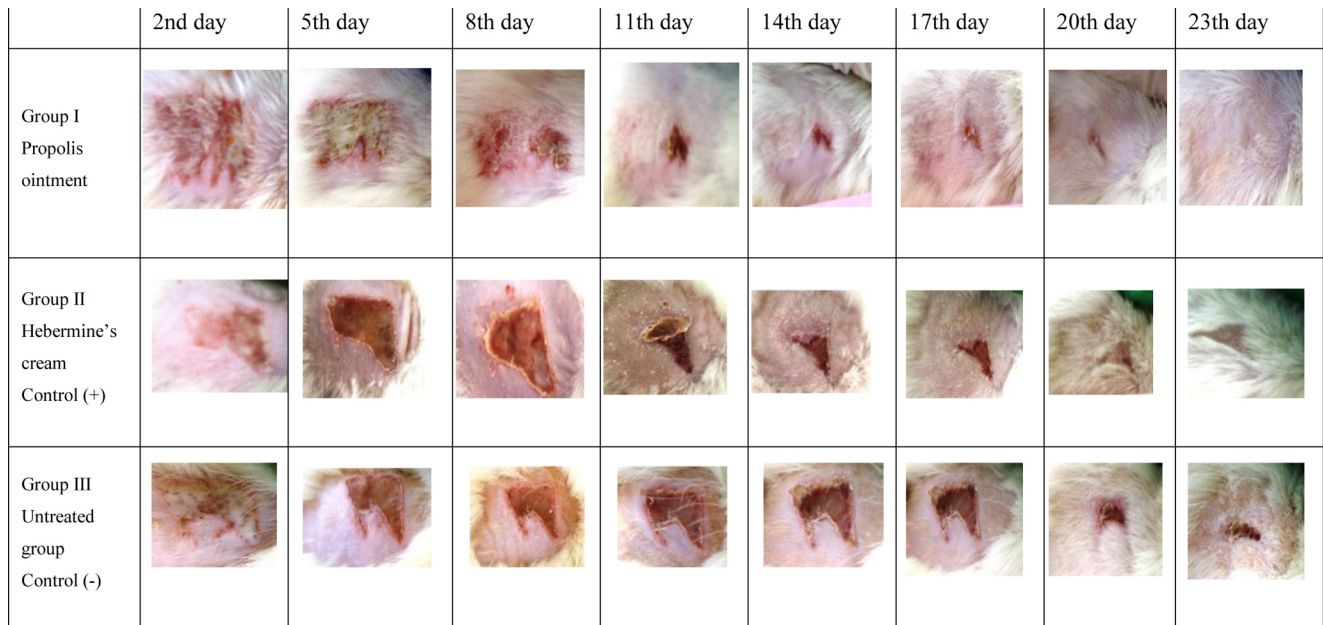 2nd day
5th day
8th day
11th day
14th day
17th day
20th day
23th day
Group I
Propolis
ointment
Group II
Hebermine’s
cream
Control (+)
Group III
Untreated
group
Control (-)